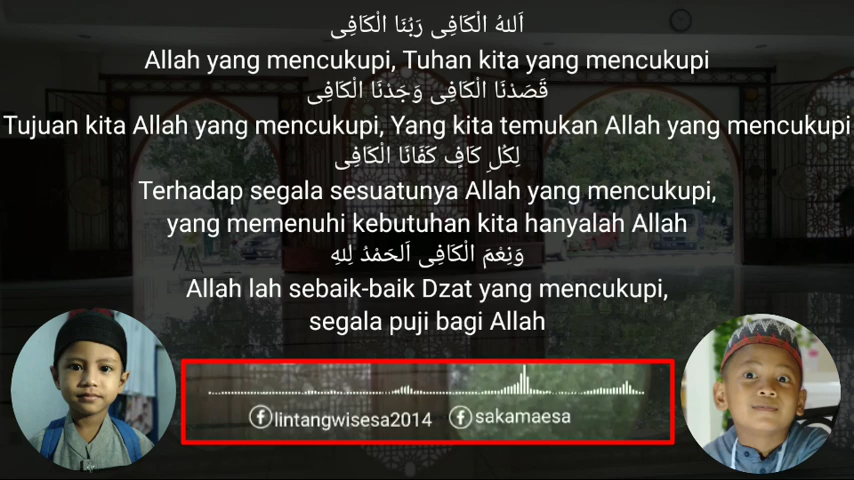 اَللهُ الْكَافِى رَبُنَا الْكَافِى
Allah yang mencukupi, Tuhan kita yang mencukupi
قَصَدْنَا الْكَافِى وَجَدْنَا الْكَافِى
Tujuan kita Allah yang mencukupi, Yang kita temukan Allah yang mencukupi
لِكُلِ كَافٍ كَفَانَا الْكَافِى
Terhadap segala sesuatunya Allah yang mencukupi,
yang memenuhi kebutuhan kita hanyalah Allah
وَنِعْمَ الْكَافِى اَلحَمْدُ لِلهِ
Allah lah sebaik-baik Dzat yang mencukupi,
segala puji bagi Allah
lintangwisesa2014 sakamaesa